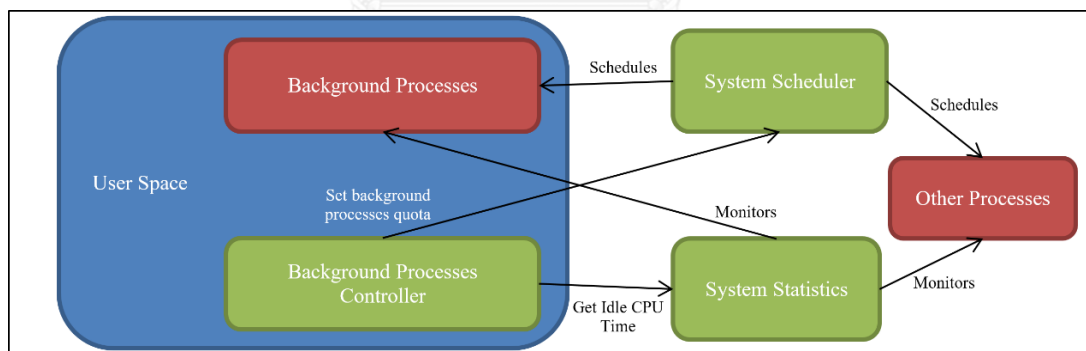 Background Processes
Schedules
System Scheduler
Schedules
User Space
Set background
processes quota
Monitors
Other Processes
Background Processes
Controller
Get Idle CPU
Time
System Statistics
Monitors